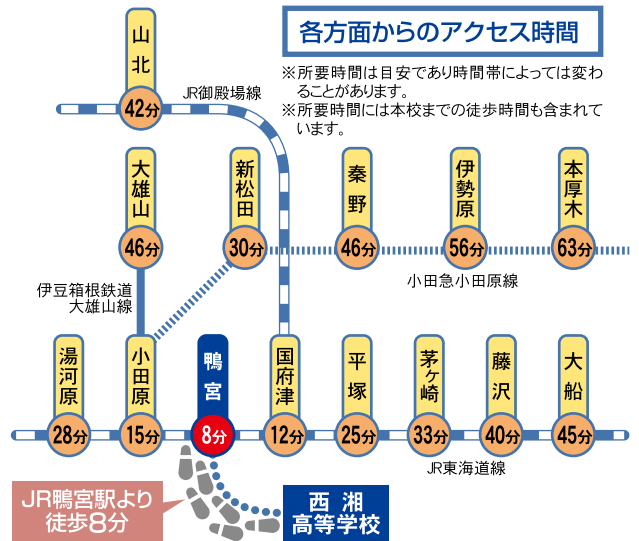 各方面からのアクセス時間
※所要時間は目安であり時間帯によっては変わ
ることがあります。
※所要時間には本校までの徒歩時間も含まれて
います。
山北
42分
JR御殿場線
大雄山
46分
新松田
30分
秦野
46分
伊勢原
56分
本厚木
63分
小田急小田原線
伊豆箱根鉄道
大雄山線
湯河原
28分
小田原
15分
鴨宮
8分
国府津
12分
平塚
25分
茅ヶ崎
33分
藤沢
40分
大船
45分
JR東海道線
JR鴨宮駅より
徒歩8分
西湘
高等学校